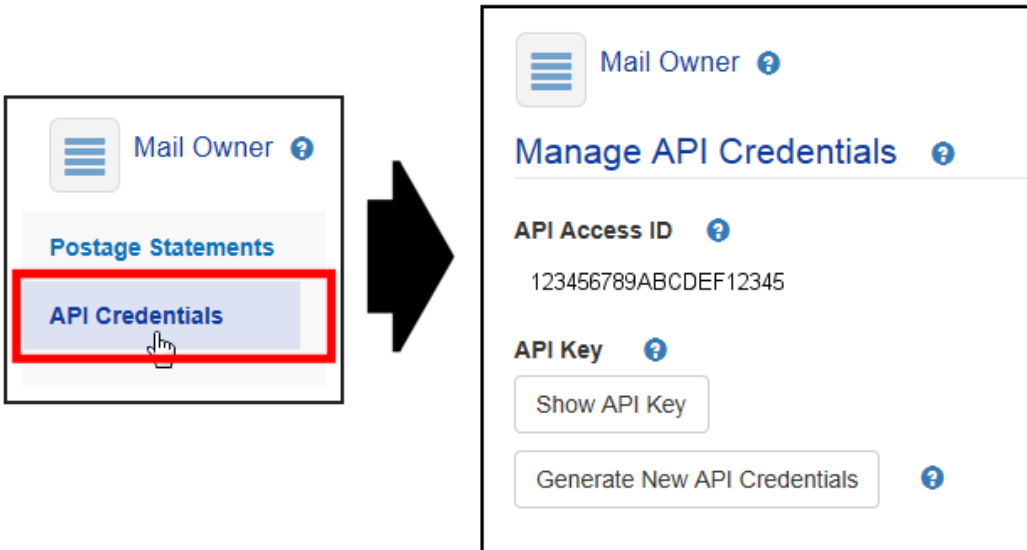 Mail Owner
Postage Statements
API Credentials
Mail Owner
Manage API Credentials
API Access ID
123456789ABCDEF12345
API Key
Show API Key
Generate New API Credentials